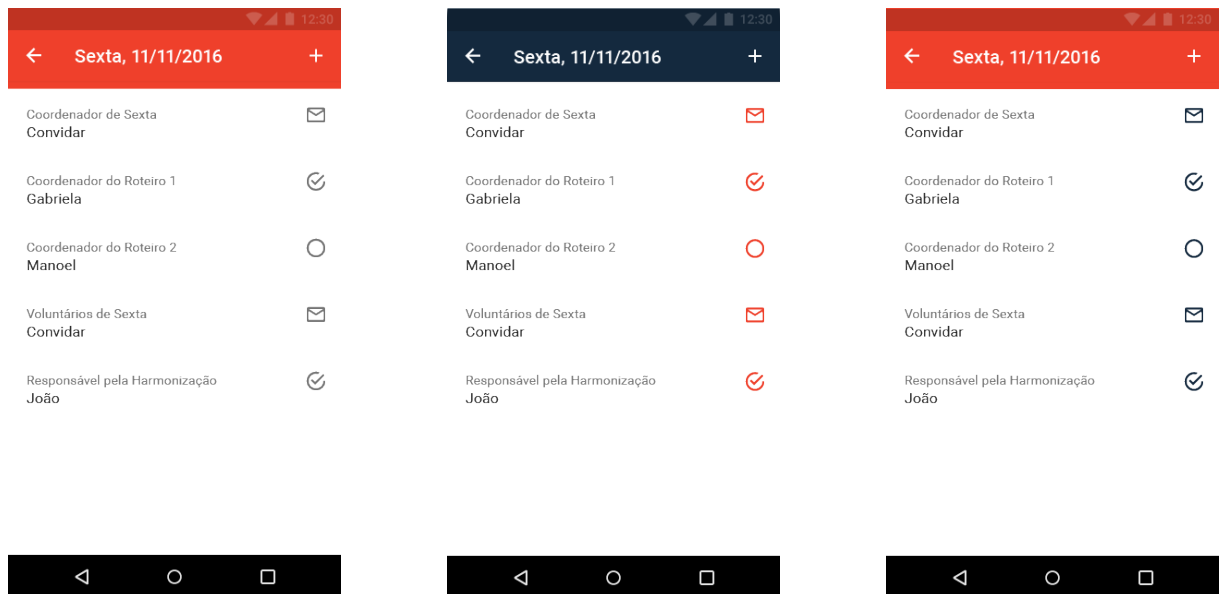 12:30
Sexta, 11/11/2016
Coordenador de Sexta
Convidar
Coordenador do Roteiro 1
Gabriela
Coordenador do Roteiro 2
Manoel
Voluntários de Sexta
Convidar
Responsável pela Harmonização
João
12:30
Sexta, 11/11/2016
Coordenador de Sexta
Convidar
Coordenador do Roteiro 1
Gabriela
Coordenador do Roteiro 2
Manoel
Voluntários de Sexta
Convidar
Responsável pela Harmonização
João
12:30
Sexta, 11/11/2016
Coordenador de Sexta
Convidar
Coordenador do Roteiro 1
Gabriela
Coordenador do Roteiro 2
Manoel
Voluntários de Sexta
Convidar
Responsável pela Harmonização
João